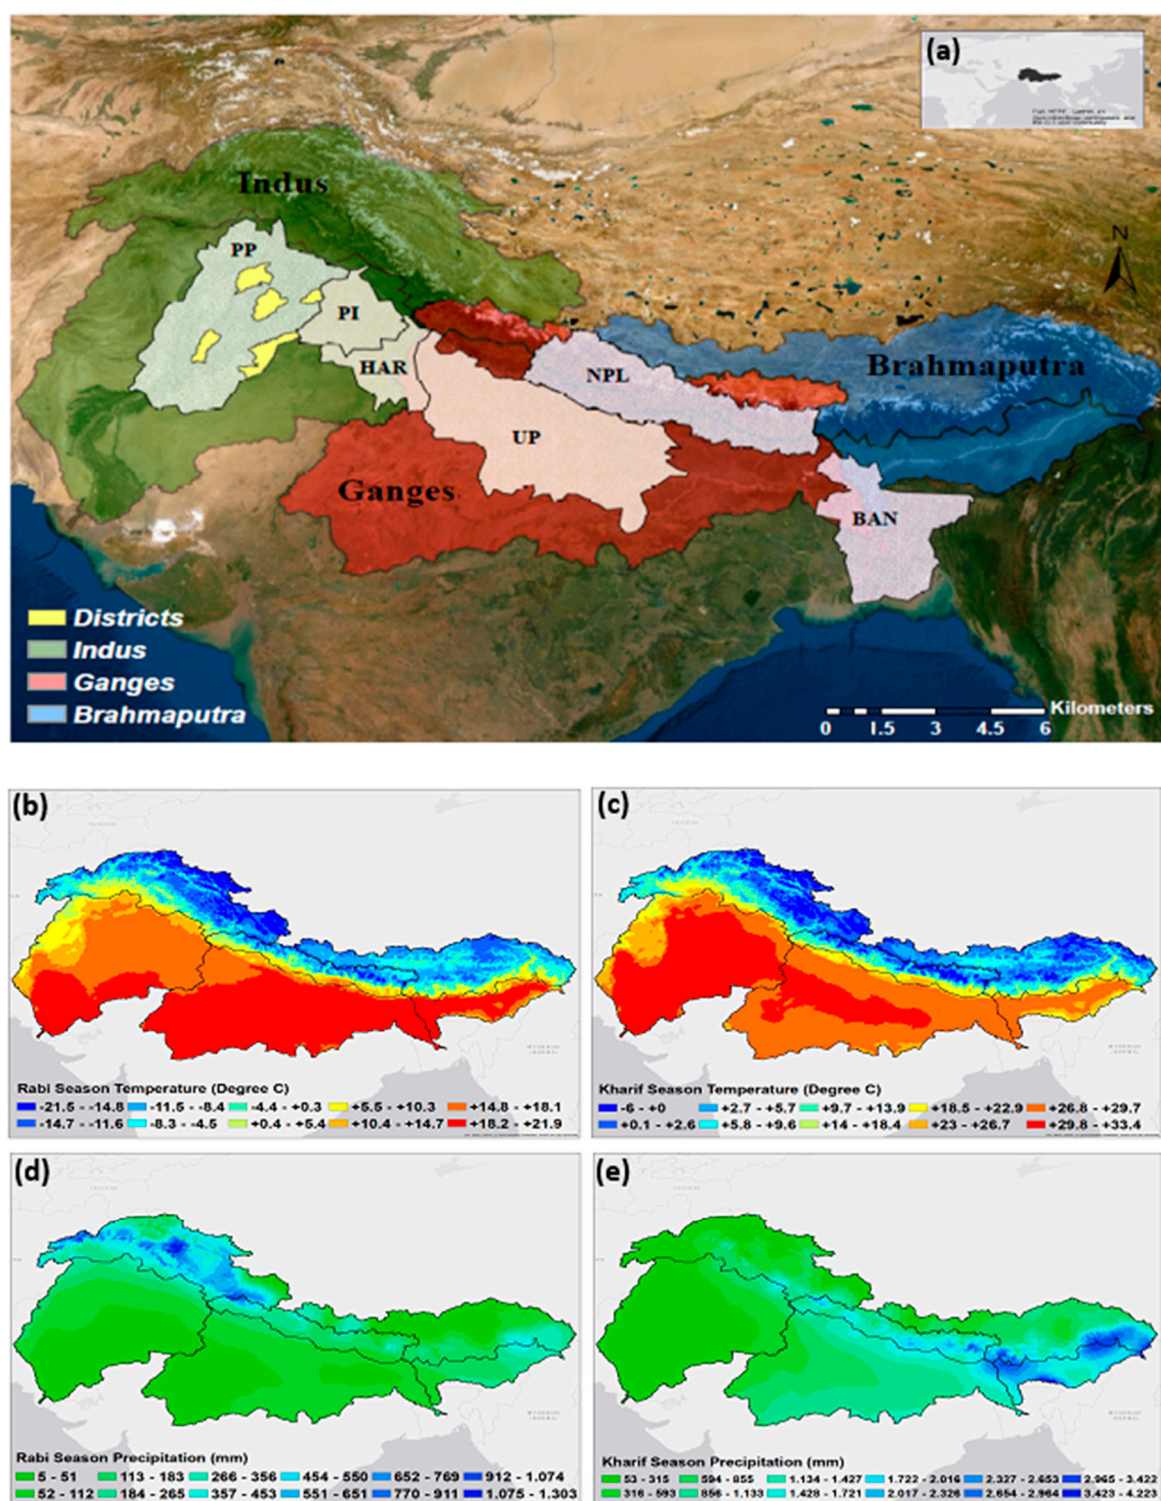 (a)
Indus
PP
PI
HAR
NPL
UP
Brahmaputra
Ganges
BAN
N
Districts
Indus
Ganges
Brahmaputra
Kilometers
0 1.5 3 4.5 6
(b)
Rabi Season Temperature (Degree C)
-21.5 - -14.8 -11.5 - -8.4 -4.4 - +0.3 +5.5 - +10.3 +14.8 - +18.1
-14.7 - -11.6 -8.3 - -4.5 +0.4 - +5.4 +10.4 - +14.7 +18.2 - +21.9
(c)
Kharif Season Temperature (Degree C)
-6 - +0 +2.7 - +5.7 +9.7 - +13.9 +18.5 - +22.9 +26.8 - +29.7
+0.1 - +2.6 +5.8 - +9.6 +14 - +18.4 +23 - +26.7 +29.8 - +33.4
(d)
Rabi Season Precipitation (mm)
5 - 51 113 - 183 266 - 356 454 - 550 652 - 769 912 - 1.074
52 - 112 184 - 265 357 - 453 551 - 651 770 - 911 1.075 - 1.303
(e)
Kharif Season Precipitation (mm)
53 - 315 594 - 855 1.134 - 1.427 1.722 - 2.016 2.327 - 2.653 2.965 - 3.422
316 - 593 856 - 1.133 1.428 - 1.721 2.017 - 2.326 2.654 - 2.964 3.423 - 4.223